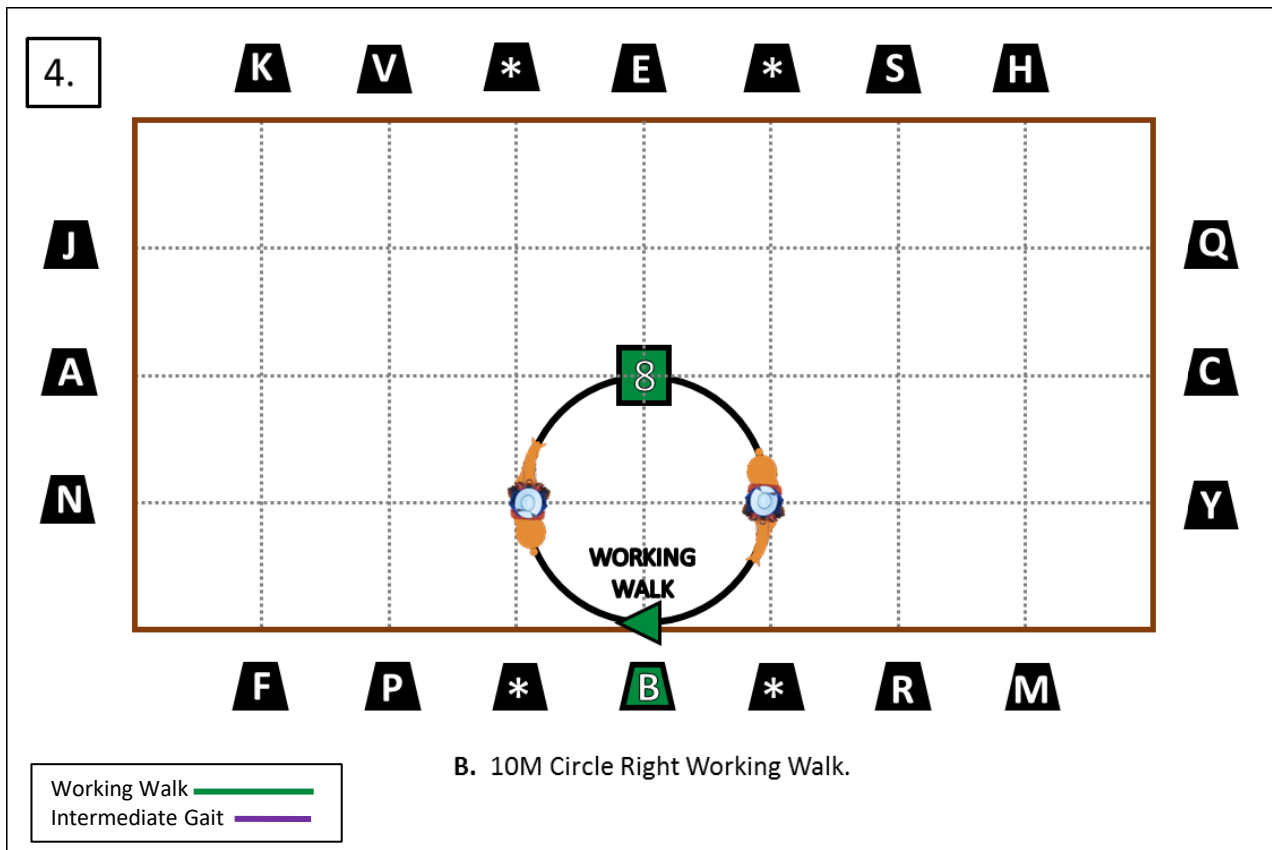 4.
K V * E * S H
J Q
8
A C
N Y
WORKING
WALK
F P * B * R M
B. 10M Circle Right Working Walk.
Working Walk
Intermediate Gait